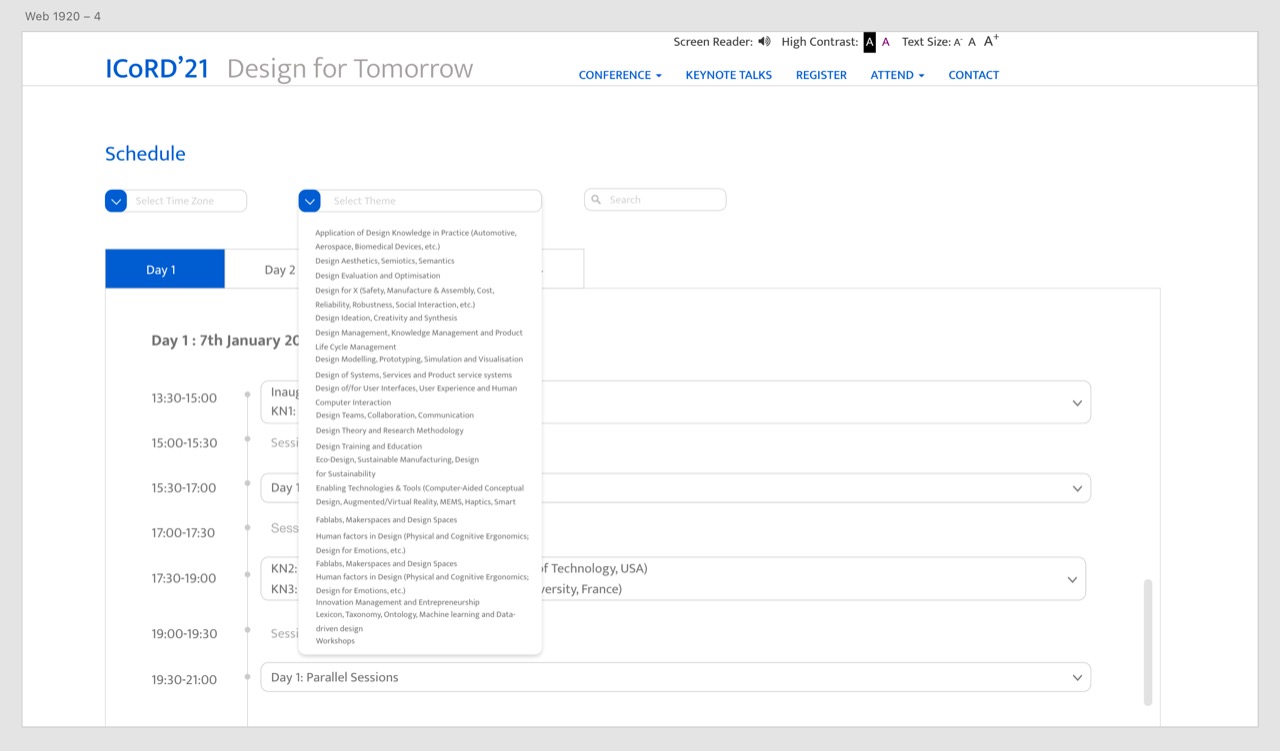 Web 1920 – 4
Screen Reader: High Contrast: A A Text Size: A- A A+
ICoRD'21 Design for Tomorrow
CONFERENCE KEYNOTE TALKS REGISTER ATTEND CONTACT
Schedule
Select Time Zone
Select Theme
Search
Application of Design Knowledge in Practice (Automotive,
Aerospace, Biomedical Devices, etc.)
Design Aesthetics, Semiotics, Semantics
Design Evaluation and Optimisation
Design for X (Safety, Manufacture & Assembly, Cost,
Reliability, Robustness, Social Interaction, etc.)
Design Ideation, Creativity and Synthesis
Design Management, Knowledge Management and Product
Life Cycle Management
Design Modelling, Prototyping, Simulation and Visualisation
Design of Systems, Services and Product service systems
Design of/for User Interfaces, User Experience and Human
Computer Interaction
Design Teams, Collaboration, Communication
Design Theory and Research Methodology
Design Training and Education
Eco-Design, Sustainable Manufacturing, Design
for Sustainability
Enabling Technologies & Tools (Computer-Aided Conceptual
Design, Augmented/Virtual Reality, MEMS, Haptics, Smart
Fablabs, Makerspaces and Design Spaces
Human factors in Design (Physical and Cognitive Ergonomics;
Design for Emotions, etc.)
Fablabs, Makerspaces and Design Spaces
Human factors in Design (Physical and Cognitive Ergonomics;
Design for Emotions, etc.)
Innovation Management and Entrepreneurship
Lexicon, Taxonomy, Ontology, Machine learning and Data-
driven design
Workshops
Day 1
Day 2
Day 1 : 7th January 20
13:30-15:00
Inaug
KN1:
15:00-15:30
Sessi
15:30-17:00
Day 1
17:00-17:30
Sess
17:30-19:00
KN2: of Technology, USA)
KN3: versity, France)
19:00-19:30
Sessi
19:30-21:00
Day 1: Parallel Sessions